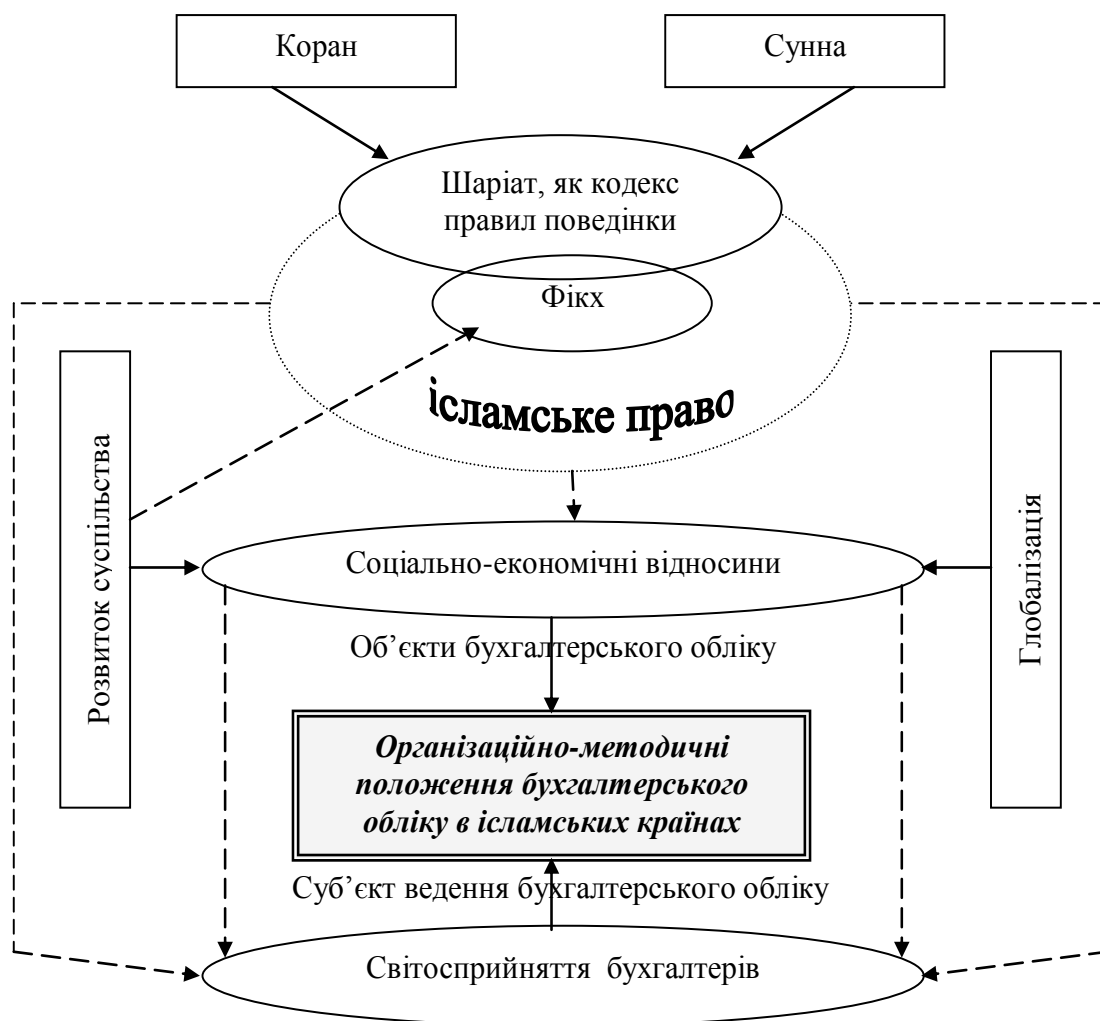 Коран
Сунна
Шаріат, як кодекс
правил поведінки
Фікх
ісламське право
Розвиток суспільства
Глобалізація
Соціально-економічні відносини
Об’єкти бухгалтерського обліку
Організаційно-методичні
положення бухгалтерського
обліку в ісламських країнах
Суб’єкт ведення бухгалтерського обліку
Світосприйняття бухгалтерів